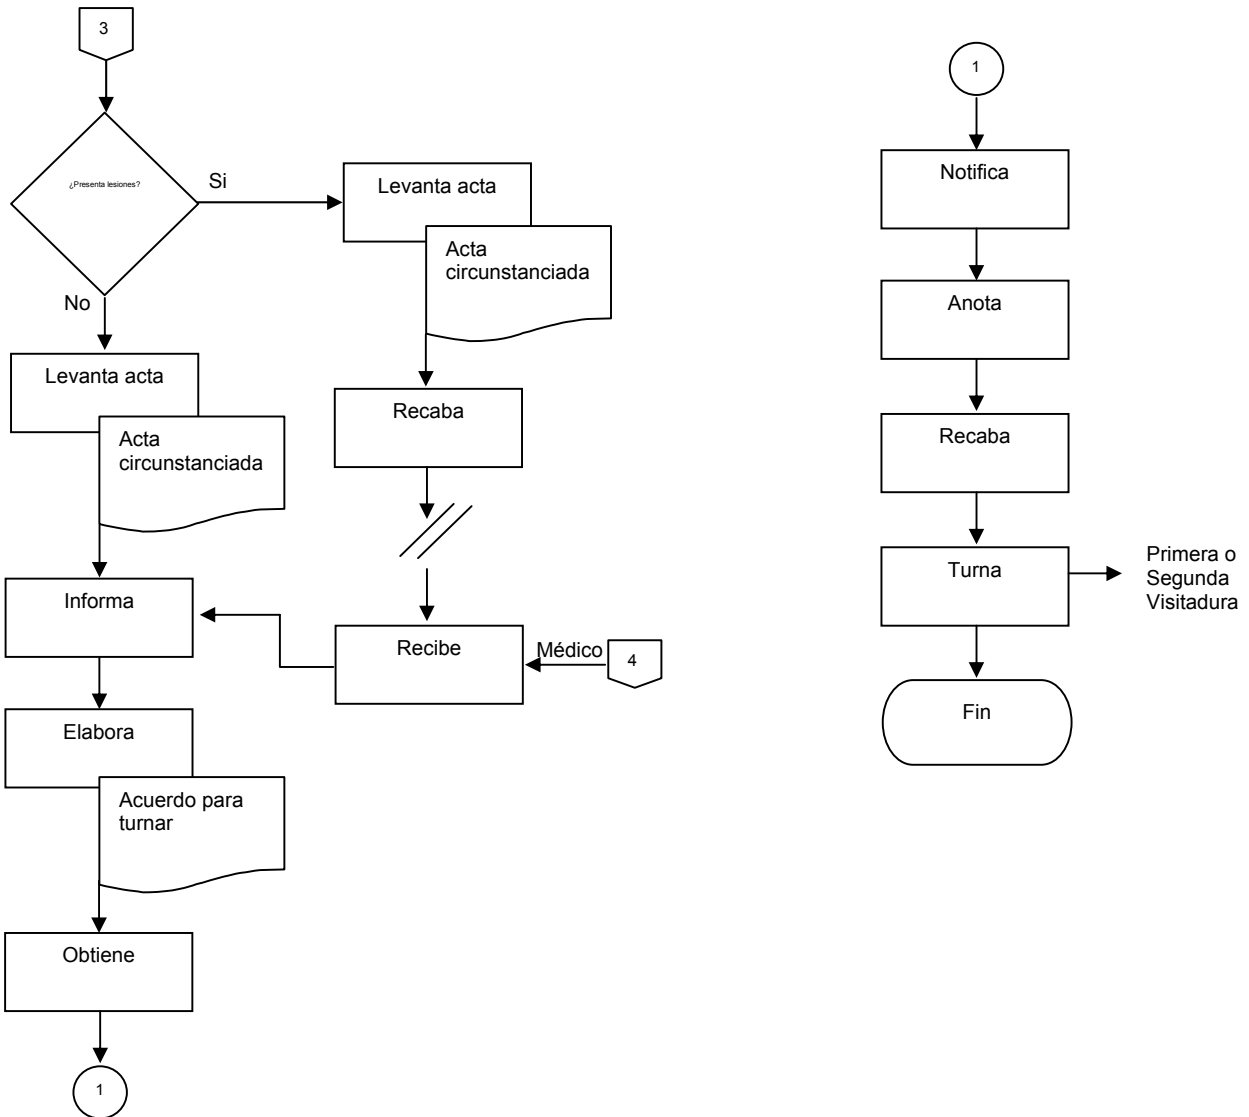 3
¿Presenta lesiones?
Si
No
Levanta acta
Acta
circunstanciada
Recaba
Levanta acta
Acta
circunstanciada
Informa
Recibe
Médico
4
Elabora
Acuerdo para
turnar
Obtiene
1
1
Notifica
Anota
Recaba
Turna
Primera o
Segunda
Visitadura
Fin